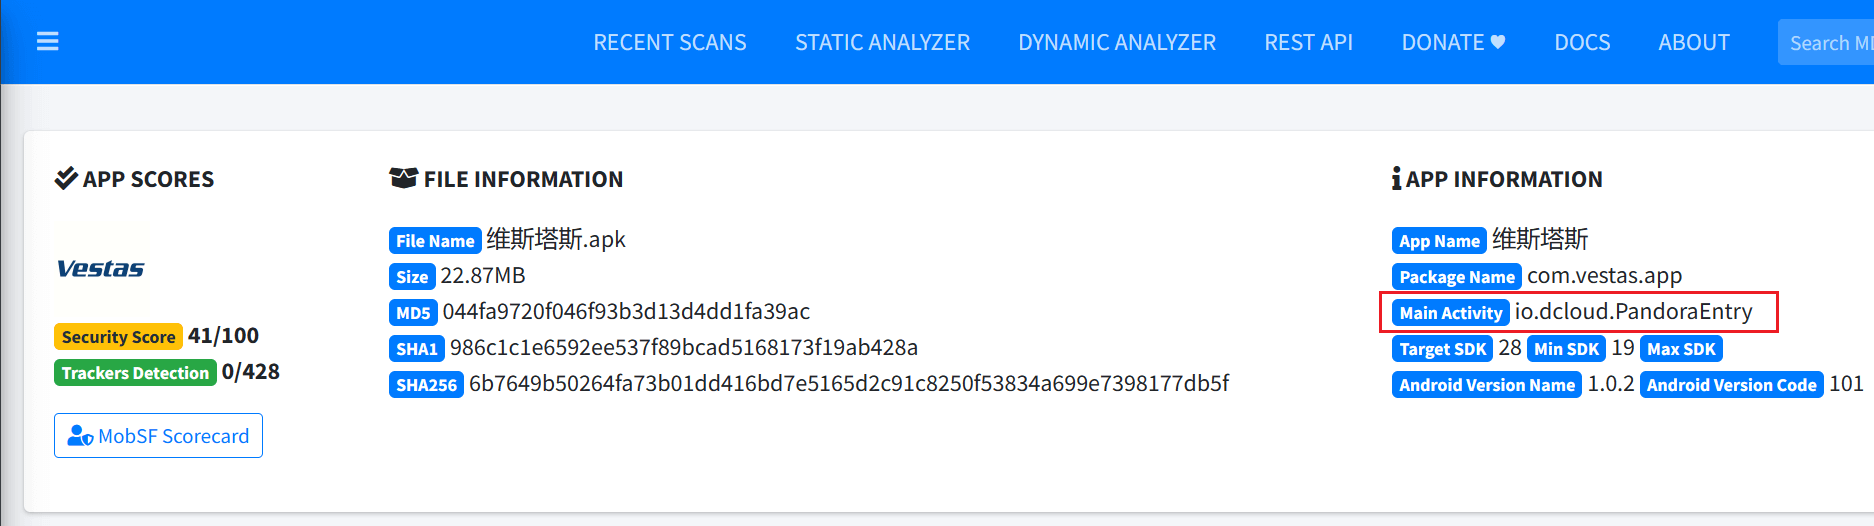 RECENT SCANS STATIC ANALYZER DYNAMIC ANALYZER REST API DONATE ♥ DOCS ABOUT Search MD
APP SCORES
Vestas
Security Score 41/100
Trackers Detection 0/428
MobSF Scorecard
FILE INFORMATION
File Name 维斯塔斯.apk
Size 22.87MB
MD5 044fa9720f046f93b3d13d4dd1fa39ac
SHA1 986c1c1e6592ee537f89bcad5168173f19ab428a
SHA256 6b7649b50264fa73b01dd416bd7e5165d2c91c8250f53834a699e7398177db5f
APP INFORMATION
App Name 维斯塔斯
Package Name com.vestas.app
Main Activity io.dcloud.PandoraEntry
Target SDK 28 Min SDK 19 Max SDK
Android Version Name 1.0.2 Android Version Code 101